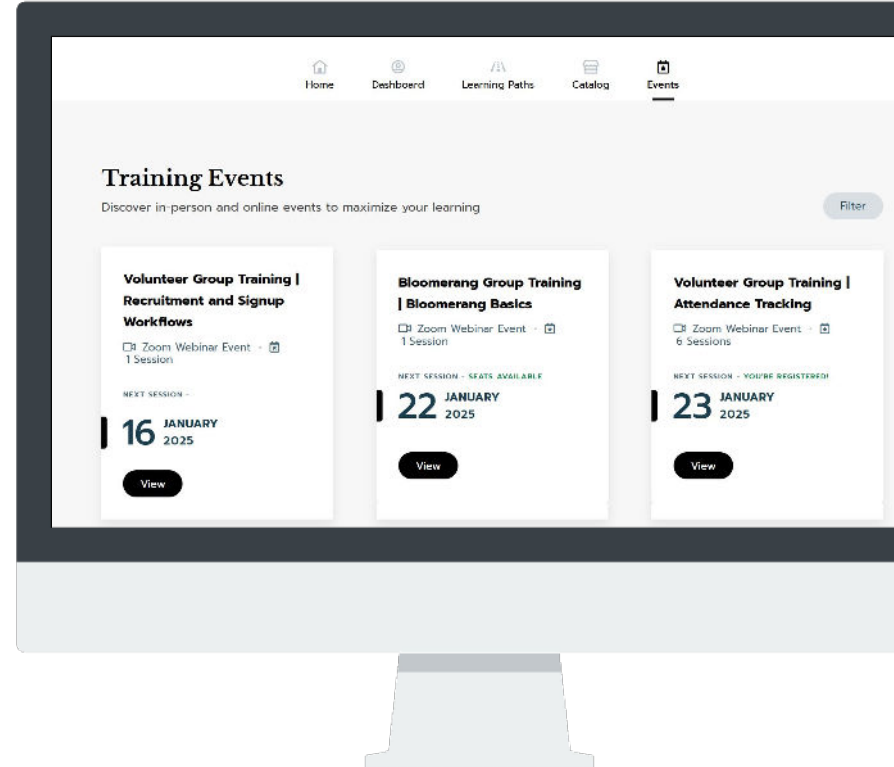 Home Dashboard Learning Paths Catalog Events
Training Events
Discover in-person and online events to maximize your learning
Filter
Volunteer Group Training |
Recruitment and Signup
Workflows
Zoom Webinar Event -
1 Session
NEXT SESSION -
16 JANUARY
2025
View
Bloomerang Group Training
| Bloomerang Basics
Zoom Webinar Event -
1 Session
NEXT SESSION - SEATS AVAILABLE
22 JANUARY
2025
View
Volunteer Group Training |
Attendance Tracking
Zoom Webinar Event -
6 Sessions
NEXT SESSION - YOU'RE REGISTERED!
23 JANUARY
2025
View